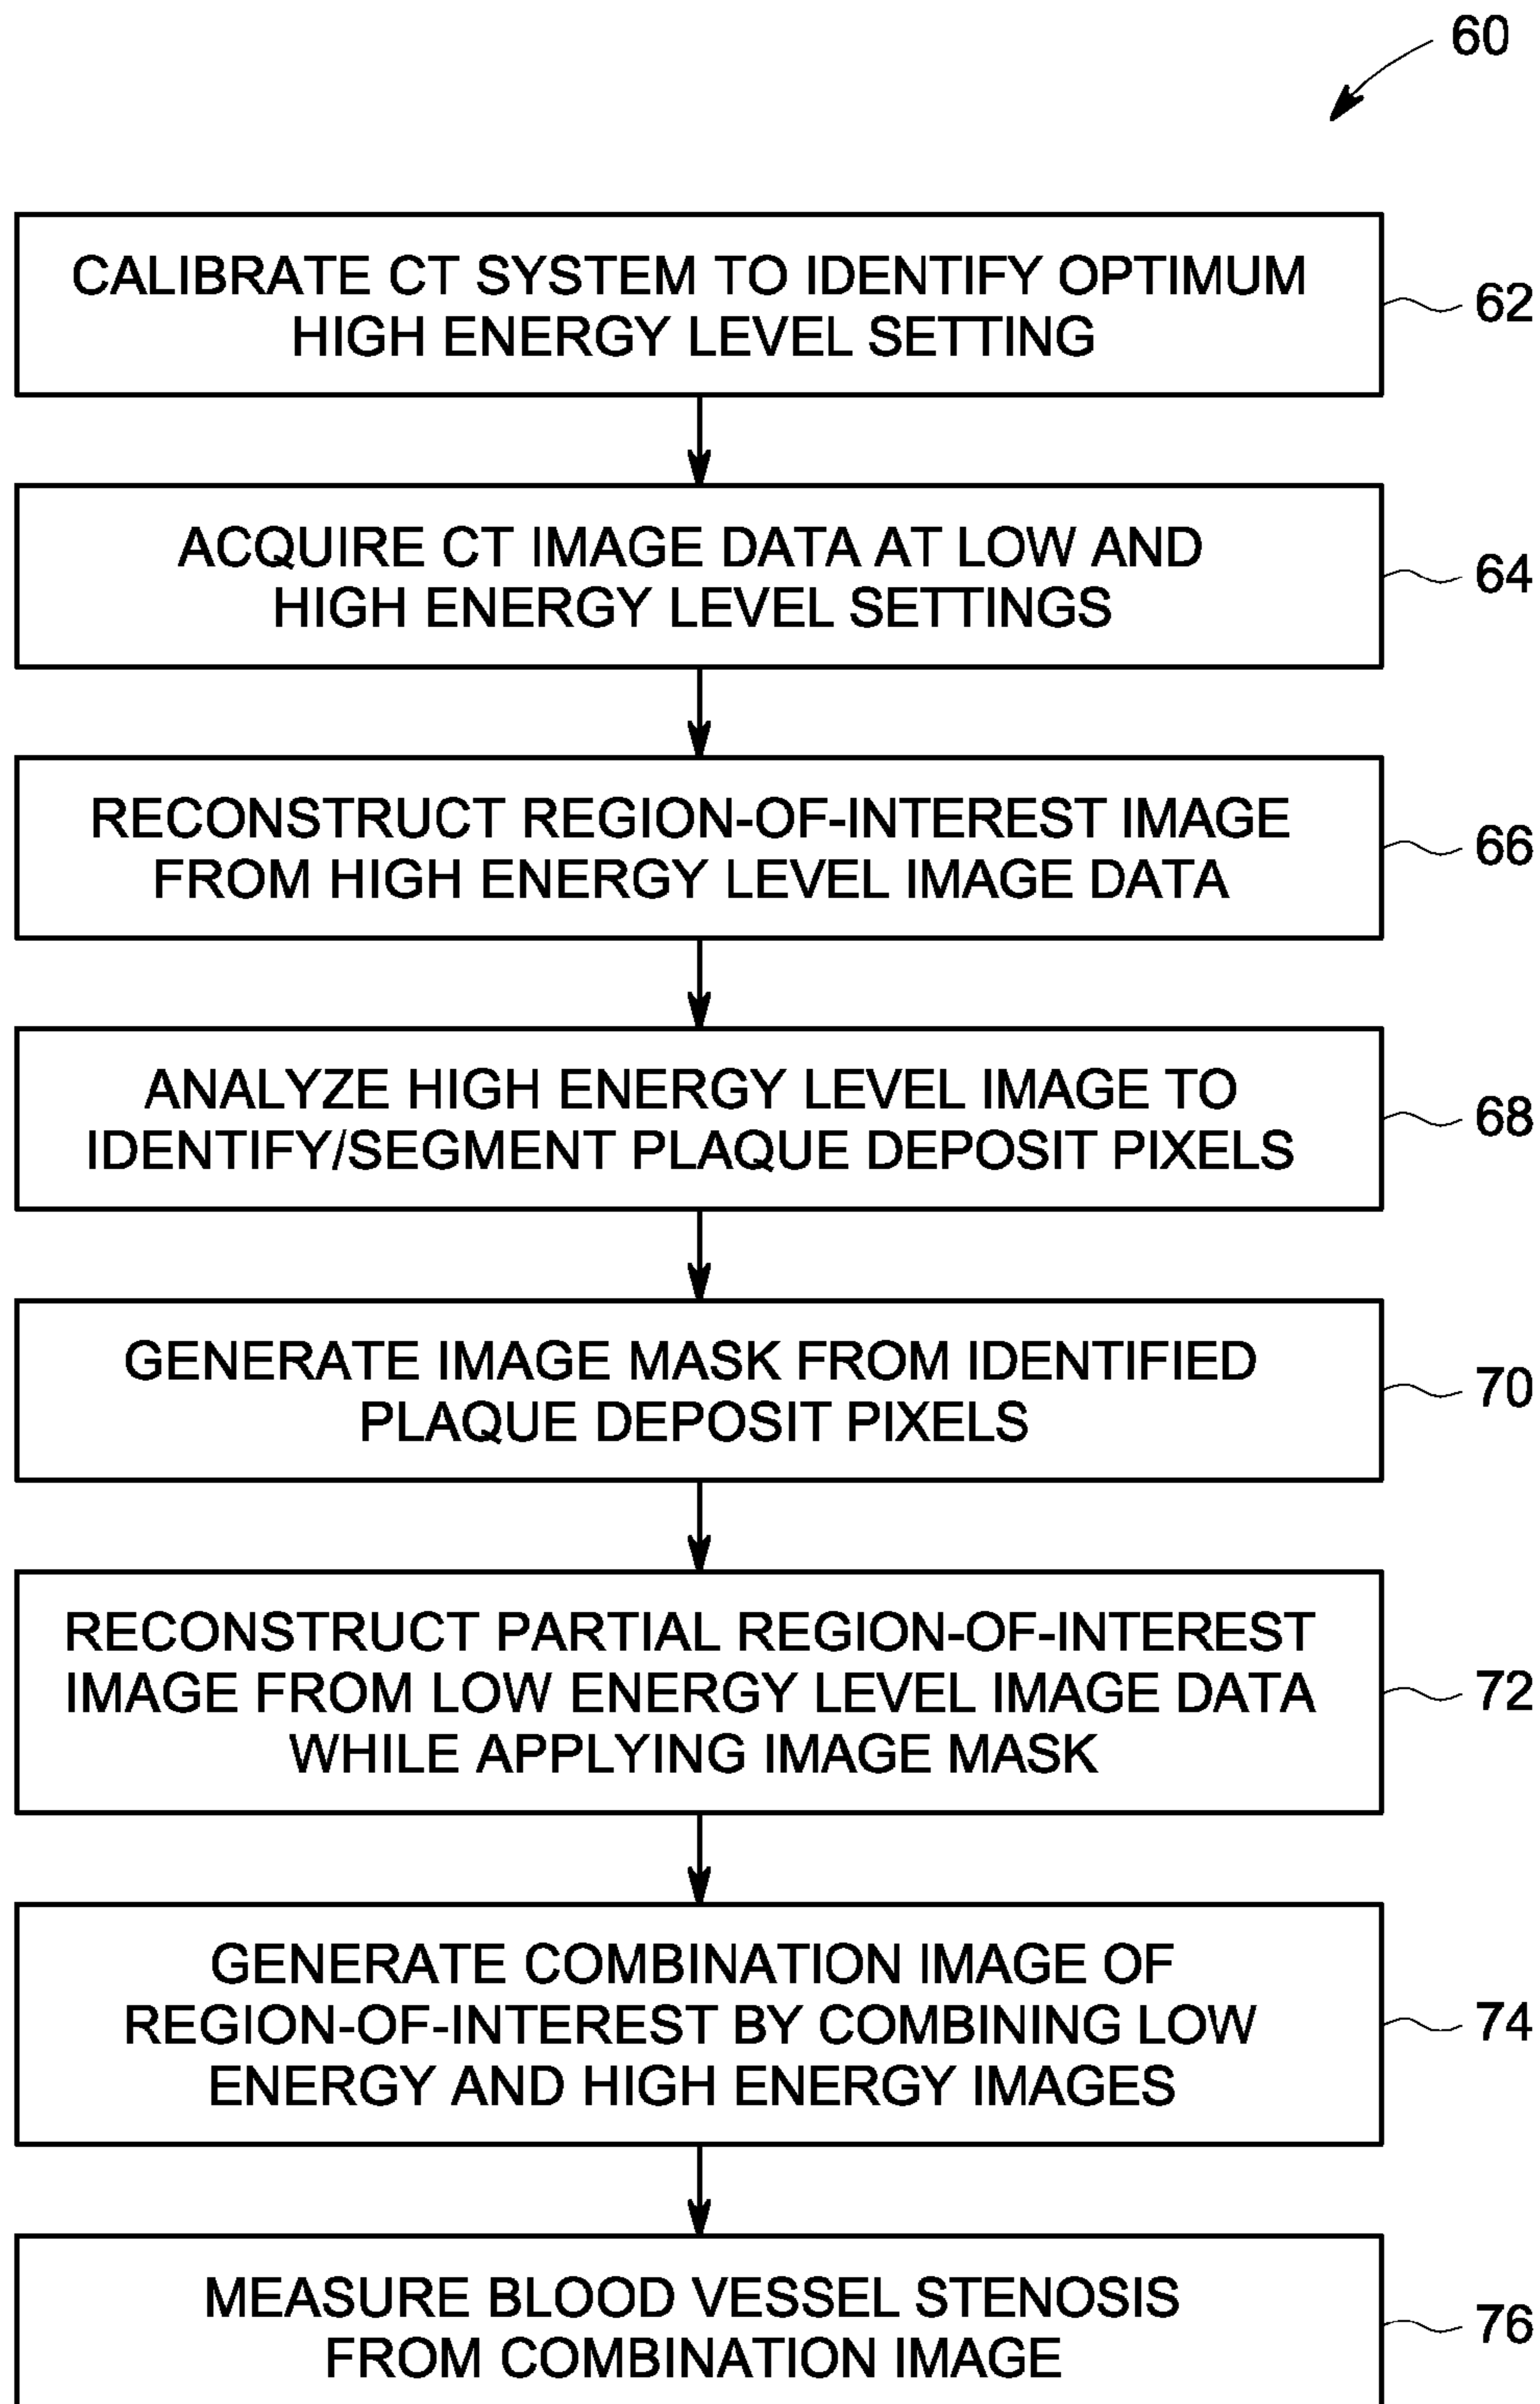 60
CALIBRATE CT SYSTEM TO IDENTIFY OPTIMUM
HIGH ENERGY LEVEL SETTING
62
ACQUIRE CT IMAGE DATA AT LOW AND
HIGH ENERGY LEVEL SETTINGS
64
RECONSTRUCT REGION-OF-INTEREST IMAGE
FROM HIGH ENERGY LEVEL IMAGE DATA
66
ANALYZE HIGH ENERGY LEVEL IMAGE TO
IDENTIFY/SEGMENT PLAQUE DEPOSIT PIXELS
68
GENERATE IMAGE MASK FROM IDENTIFIED
PLAQUE DEPOSIT PIXELS
70
RECONSTRUCT PARTIAL REGION-OF-INTEREST
IMAGE FROM LOW ENERGY LEVEL IMAGE DATA
WHILE APPLYING IMAGE MASK
72
GENERATE COMBINATION IMAGE OF
REGION-OF-INTEREST BY COMBINING LOW
ENERGY AND HIGH ENERGY IMAGES
74
MEASURE BLOOD VESSEL STENOSIS
FROM COMBINATION IMAGE
76